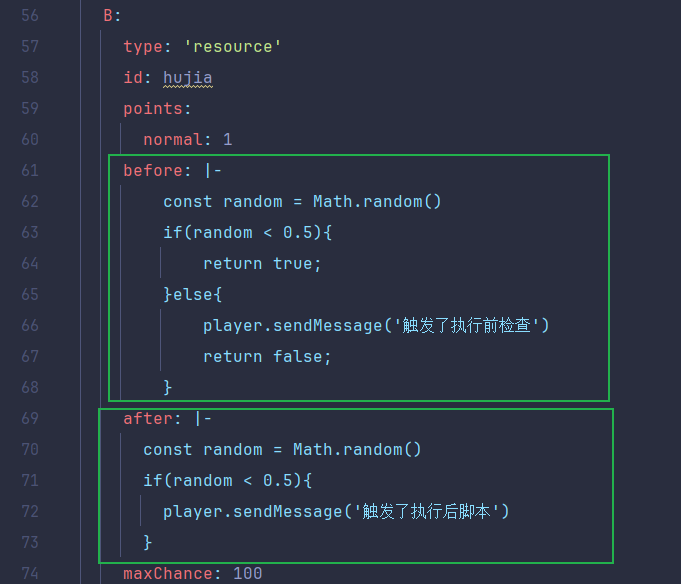 56 B:
57 type: 'resource'
58 id: hujia
59 points:
60 normal: 1
61 before: |-
62 const random = Math.random()
63 if(random < 0.5){
64 return true;
65 }else{
66 player.sendMessage('触发了执行前检查')
67 return false;
68 }
69 after: |-
70 const random = Math.random()
71 if(random < 0.5){
72 player.sendMessage('触发了执行后脚本')
73 }
74 maxChance: 100